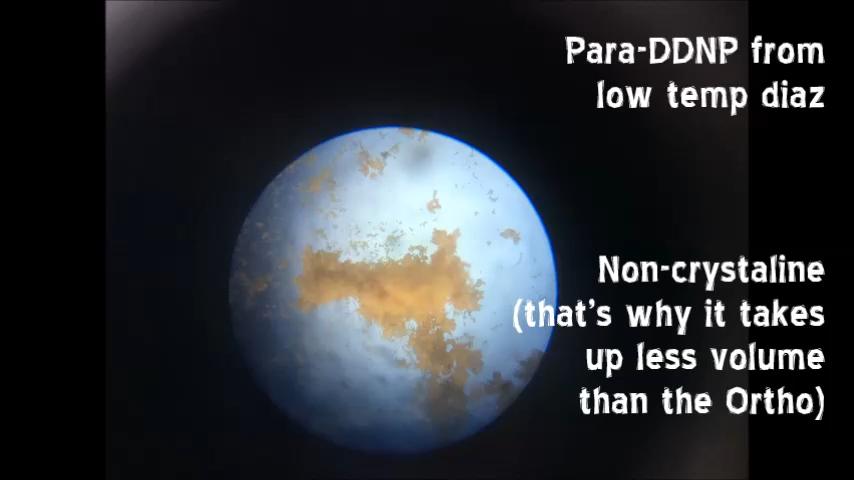 Para-DDNP from
low temp diaz
Non-crystaline
(that's why it takes
up less volume
than the Ortho)